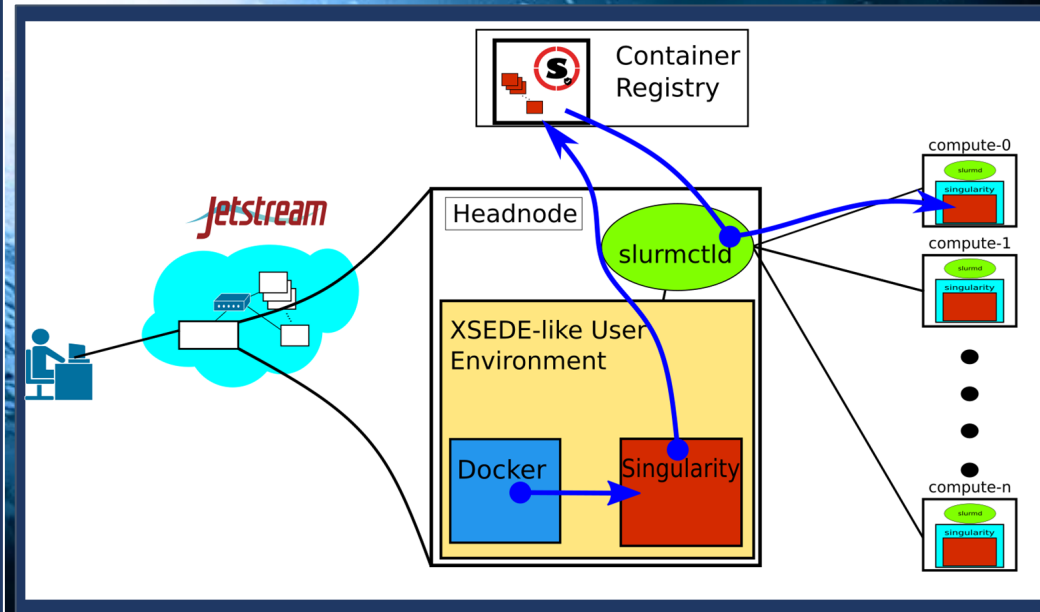 Container
Registry
S
Jetstream
Headnode
slurmctld
XSEDE-like User
Environment
Docker
Singularity
compute-0
slurmd
singularity
compute-1
slurmd
singularity
compute-n
slurmd
singularity